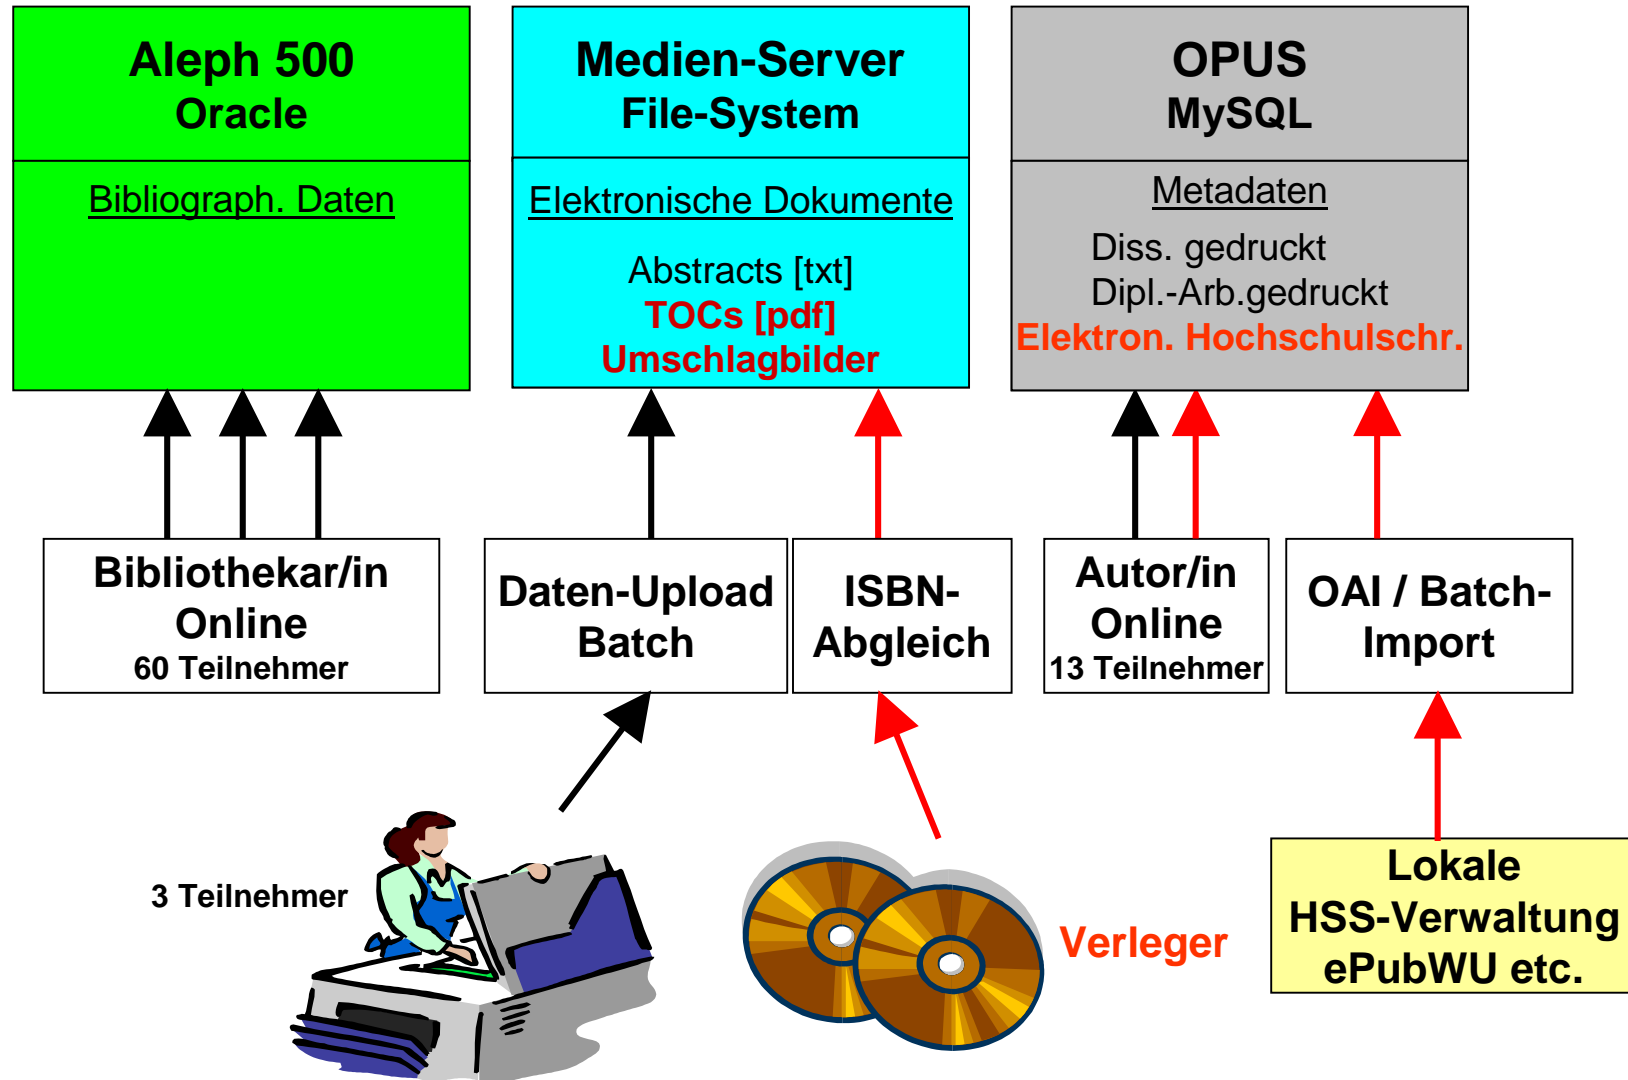 Aleph 500
Oracle
Bibliograph. Daten
Medien-Server
File-System
Elektronische Dokumente
Abstracts [txt]
TOCs [pdf]
Umschlagbilder
OPUS
MySQL
Metadaten
Diss. gedruckt
Dipl.-Arb.gedruckt
Elektron. Hochschulschr.
Bibliothekar/in
Online
60 Teilnehmer
Daten-Upload
Batch
ISBN-
Abgleich
Autor/in
Online
13 Teilnehmer
OAI / Batch-
Import
3 Teilnehmer
Verleger
Lokale
HSS-Verwaltung
ePubWU etc.